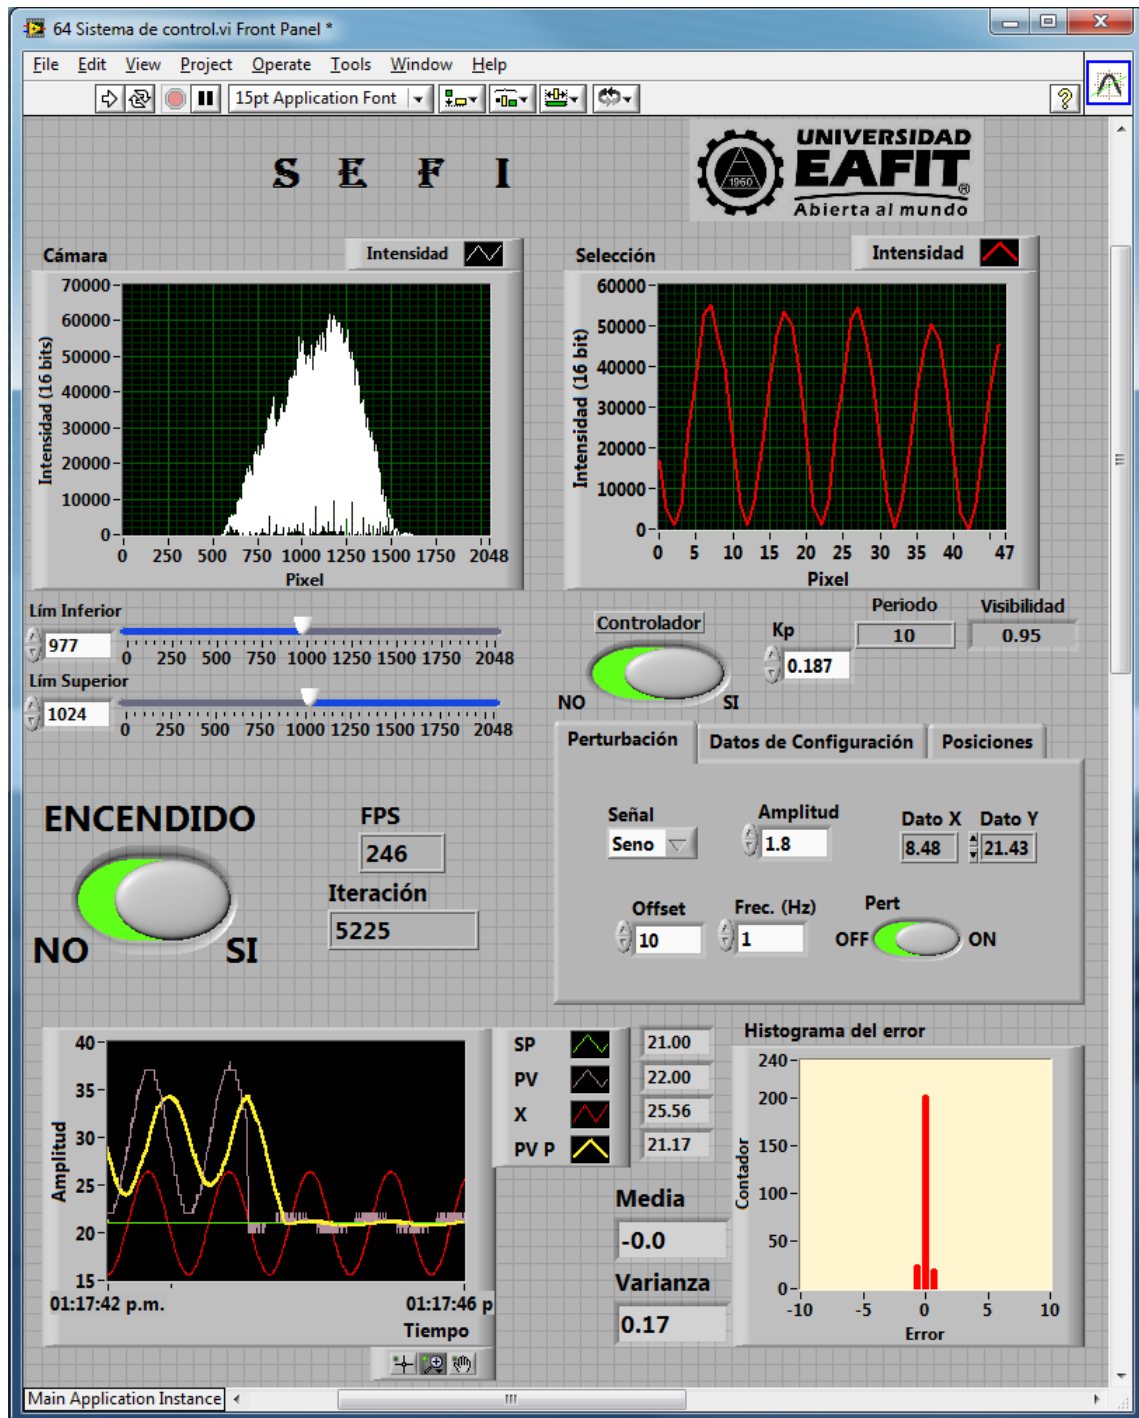 64 Sistema de control.vi Front Panel *
File Edit View Project Operate Tools Window Help
15pt Application Font
S E F I
1960
UNIVERSIDAD
EAFIT
®
Abierta al mundo
Cámara
Intensidad
Intensidad (16 bits)
70000
60000
50000
40000
30000
20000
10000
0
0 250 500 750 1000 1250 1500 1750 2048
Pixel
Selección
Intensidad
Intensidad (16 bit)
60000
50000
40000
30000
20000
10000
0
0 5 10 15 20 25 30 35 40 47
Pixel
Lím Inferior
977
0 250 500 750 1000 1250 1500 1750 2048
Lím Superior
1024
0 250 500 750 1000 1250 1500 1750 2048
Controlador
NO SI
Kp
0.187
Periodo
10
Visibilidad
0.95
Perturbación Datos de Configuración Posiciones
Señal
Seno
Amplitud
1.8
Dato X Dato Y
8.48 21.43
Offset
10
Frec. (Hz)
1
Pert
OFF ON
ENCENDIDO
NO SI
FPS
246
Iteración
5225
Amplitud
40
35
30
25
20
15
01:17:42 p.m. 01:17:46 p
Tiempo
SP 21.00
PV 22.00
X 25.56
PV P 21.17
Media
-0.0
Varianza
0.17
Histograma del error
Contador
240
200
150
100
50
0
-10 -5 0 5 10
Error
Main Application Instance